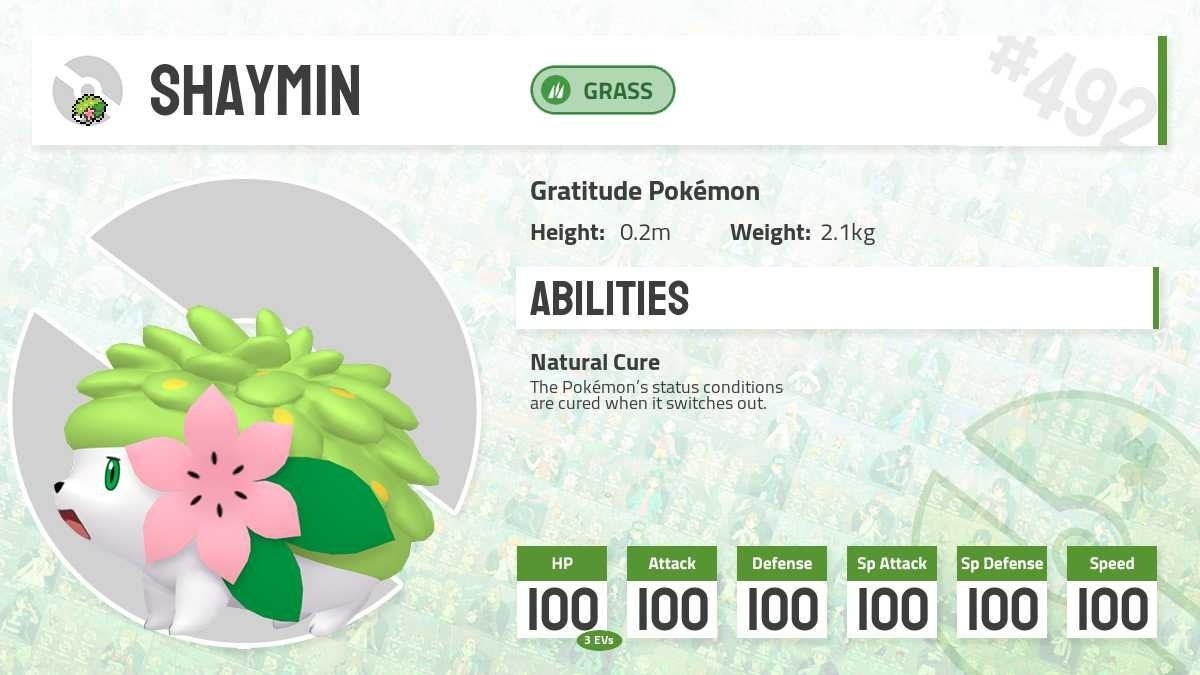 SHAYMIN
GRASS
#492
Gratitude Pokémon
Height: 0.2m Weight: 2.1kg
ABILITIES
Natural Cure
The Pokémon's status conditions
are cured when it switches out.
HP Attack Defense Sp Attack Sp Defense Speed
100 100 100 100 100 100
3 EVs